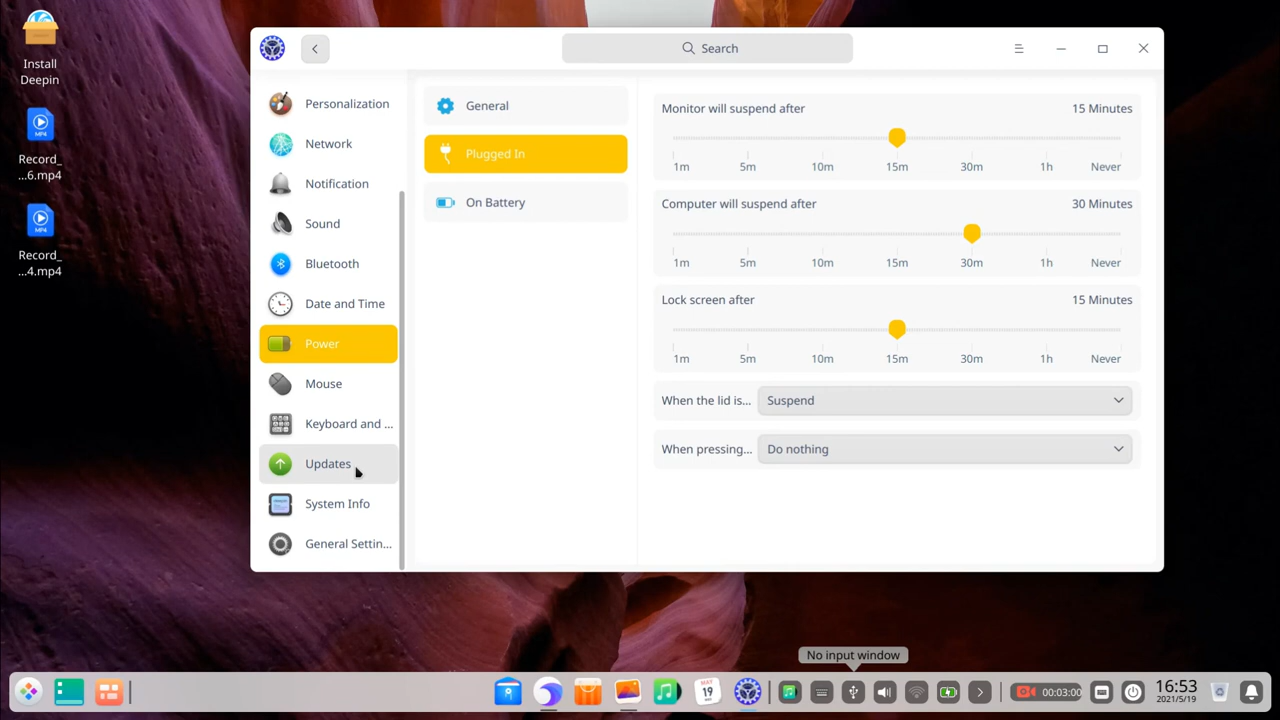 Install
Deepin
MP4
Record_
...6.mp4
MP4
Record_
...4.mp4
Search
Personalization
Network
Notification
Sound
Bluetooth
Date and Time
Power
Mouse
Keyboard and ...
Updates
System Info
General Settin...
General
Plugged In
On Battery
Monitor will suspend after 15 Minutes
1m 5m 10m 15m 30m 1h Never
Computer will suspend after 30 Minutes
1m 5m 10m 15m 30m 1h Never
Lock screen after 15 Minutes
1m 5m 10m 15m 30m 1h Never
When the lid is... Suspend
When pressing... Do nothing
No input window
MAY
19
00:03:00
16:53
2021/5/19